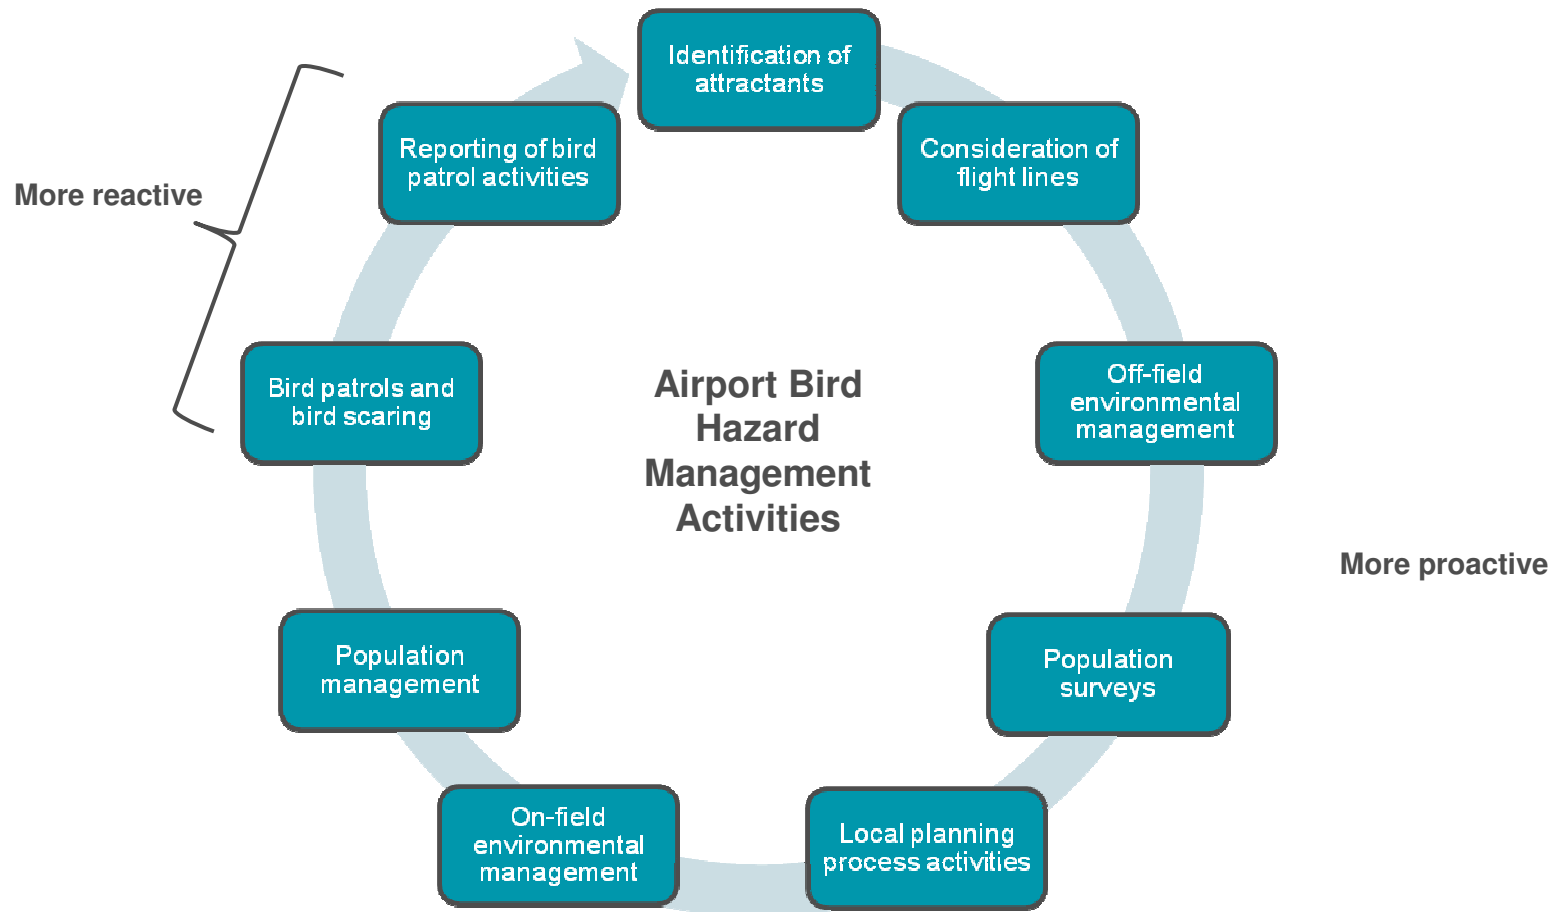 Identification of
attractants
Consideration of
flight lines
Off-field
environmental
management
Population
surveys
Local planning
process activities
On-field
environmental
management
Population
management
Bird patrols and
bird scaring
Reporting of bird
patrol activities
More reactive
Airport Bird
Hazard
Management
Activities
More proactive